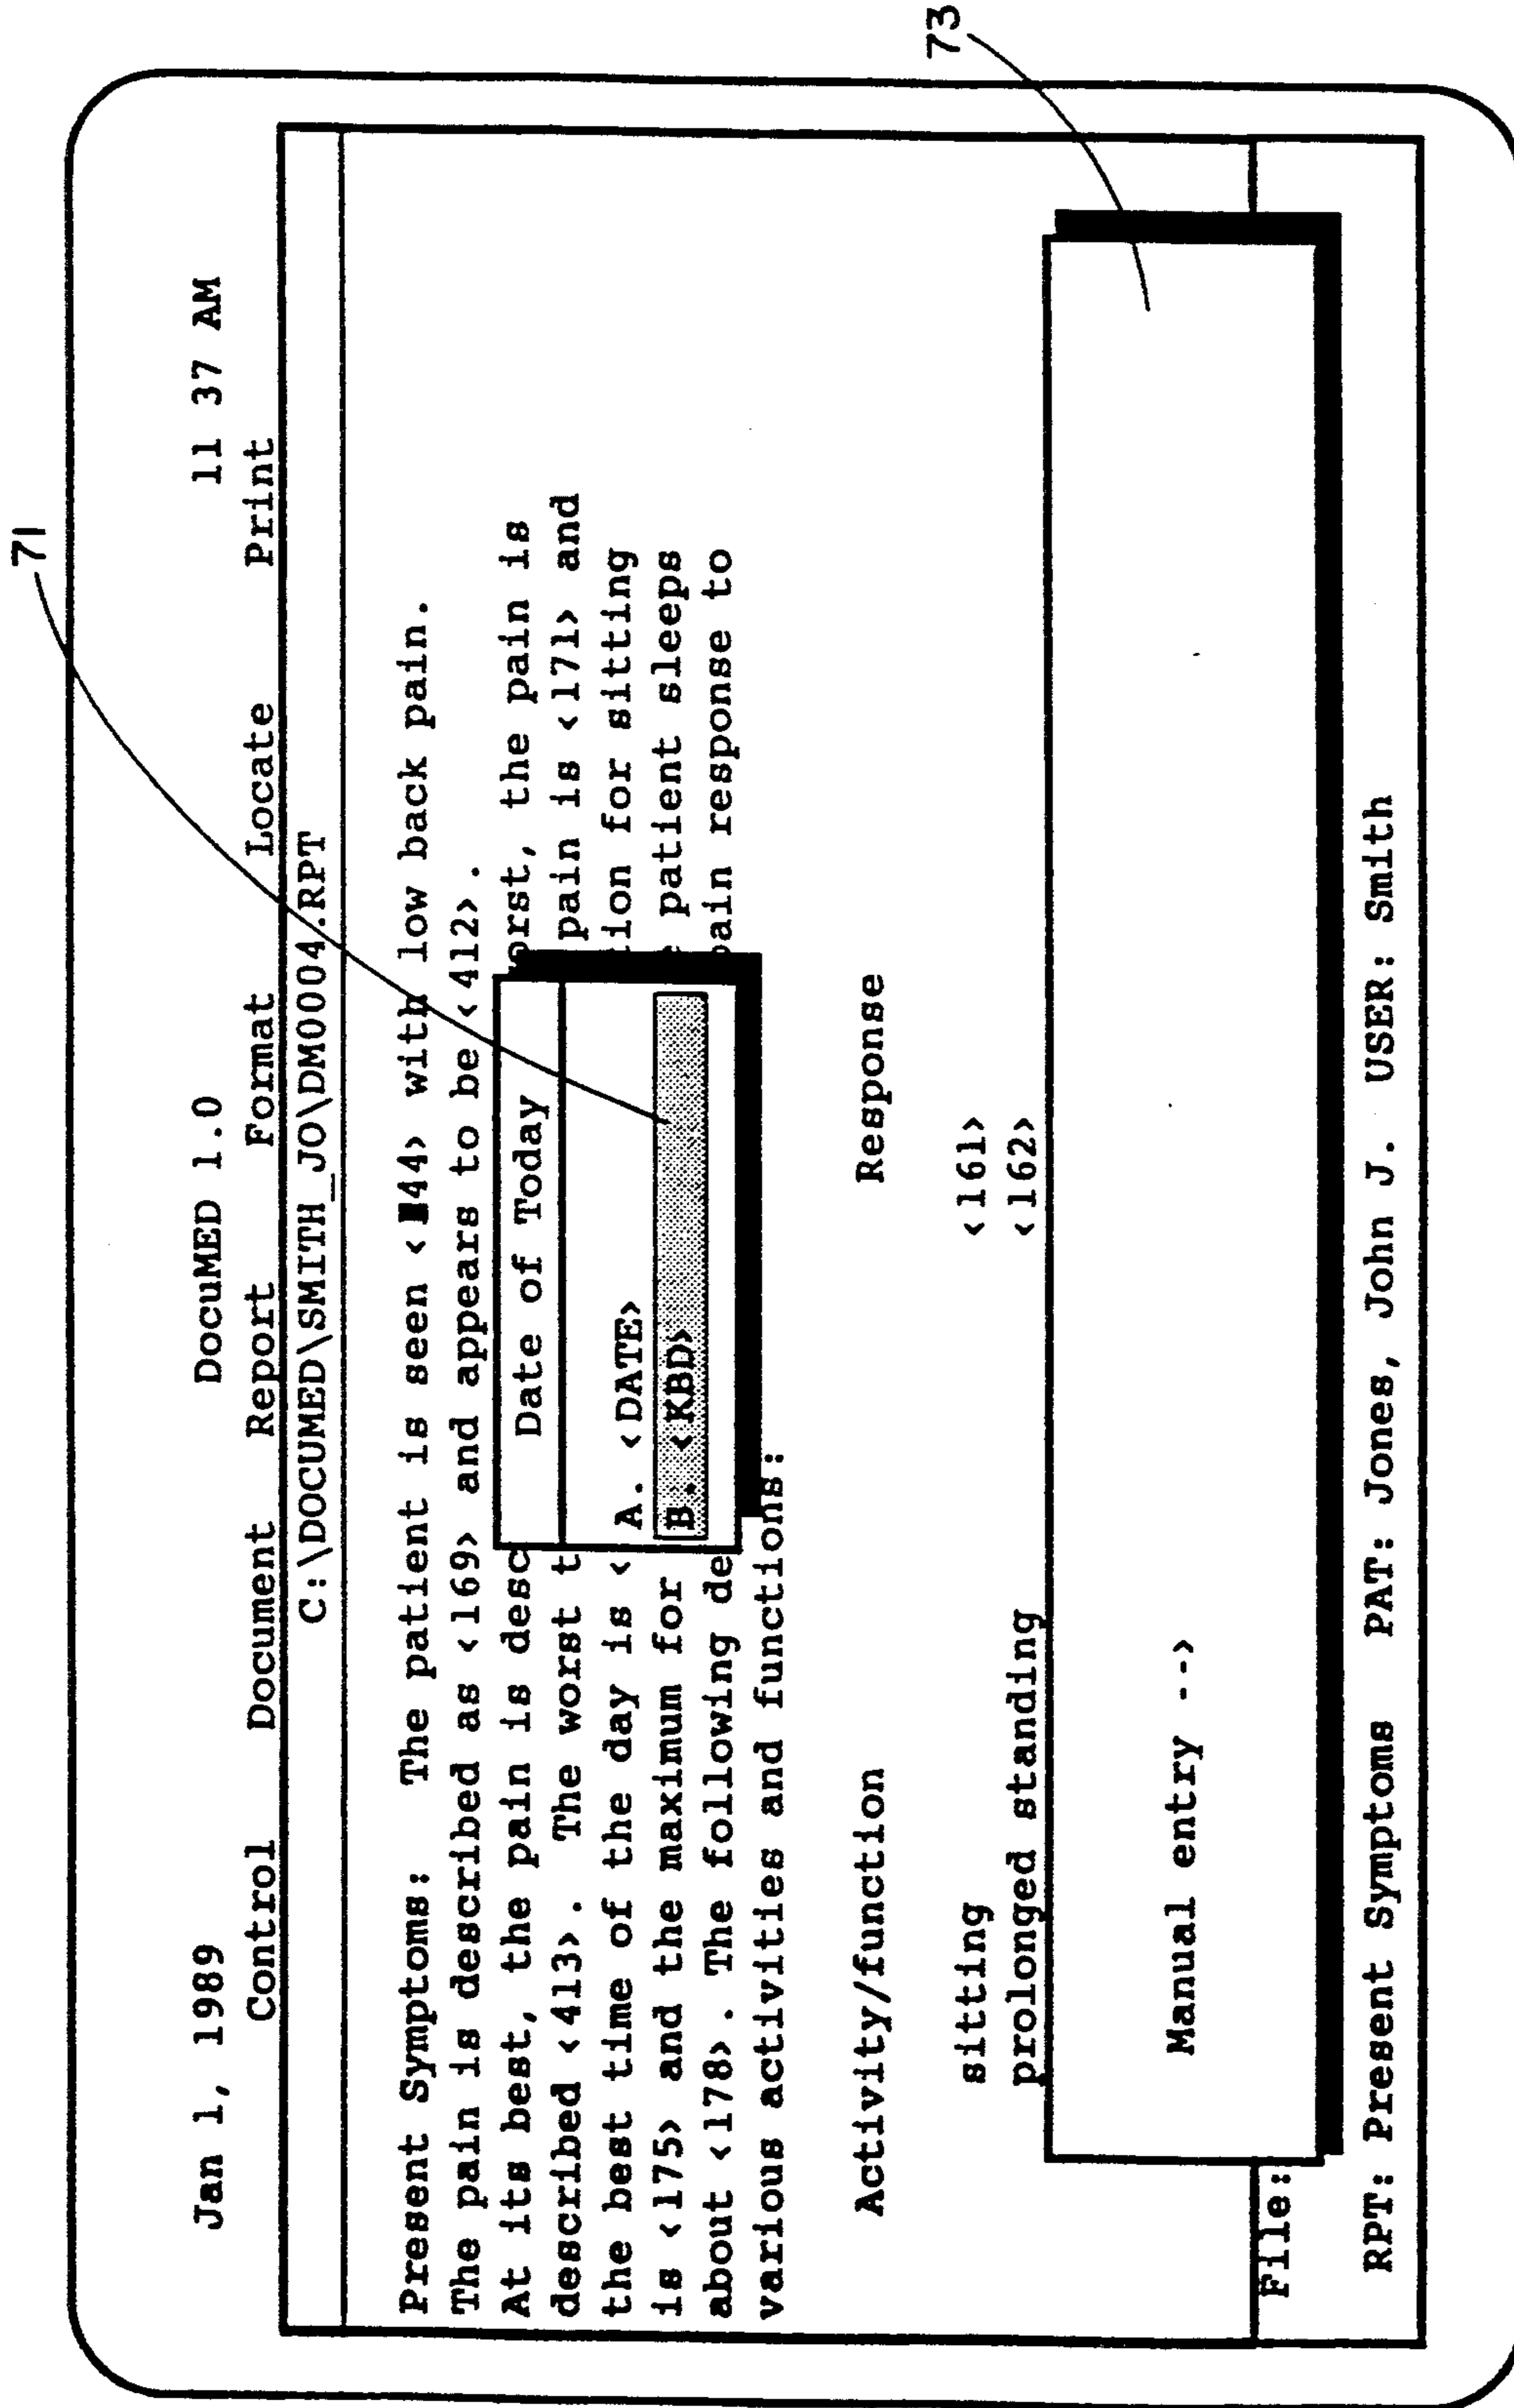 71
73
Jan 1, 1989 DocuMED 1.0 11 37 AM
Control Document Report Format Locate Print
C:\DOCUMED\SMITH_JO\DM0004.RPT
Present Symptoms: The patient is seen <▮44> with low back pain.
The pain is described as <169> and appears to be <412>.
At its best, the pain is desc orst, the pain is
described <413>. The worst t pain is <171> and
the best time of the day is < tion for sitting
is <175> and the maximum for patient sleeps
about <178>. The following de pain response to
various activities and functions:
Date of Today
A. <DATE>
B. <KBD>
Activity/function Response
sitting <161>
prolonged standing <162>
Manual entry -->
File:
RPT: Present Symptoms PAT: Jones, John J. USER: Smith